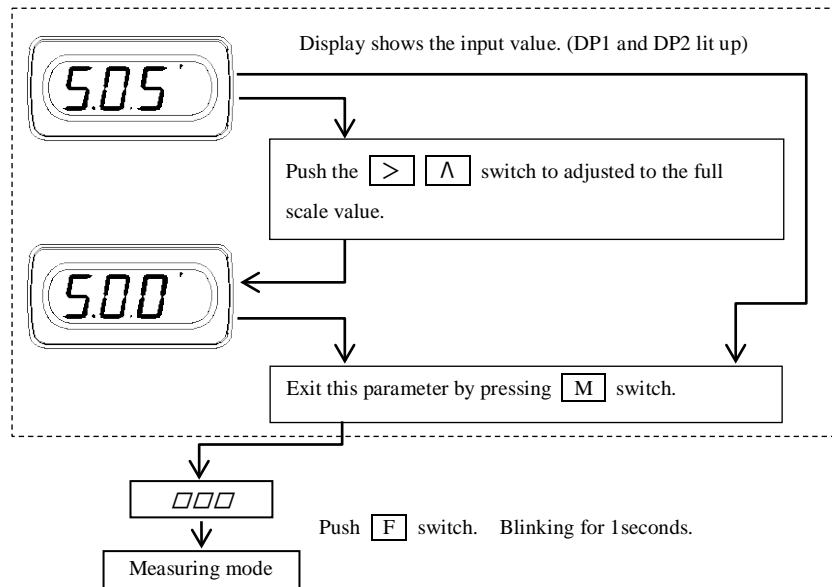 Display shows the input value. (DP1 and DP2 lit up)
5.0.5
Push the > Λ switch to adjusted to the full
scale value.
5.0.0
Exit this parameter by pressing M switch.
▱▱▱
Push F switch. Blinking for 1seconds.
Measuring mode